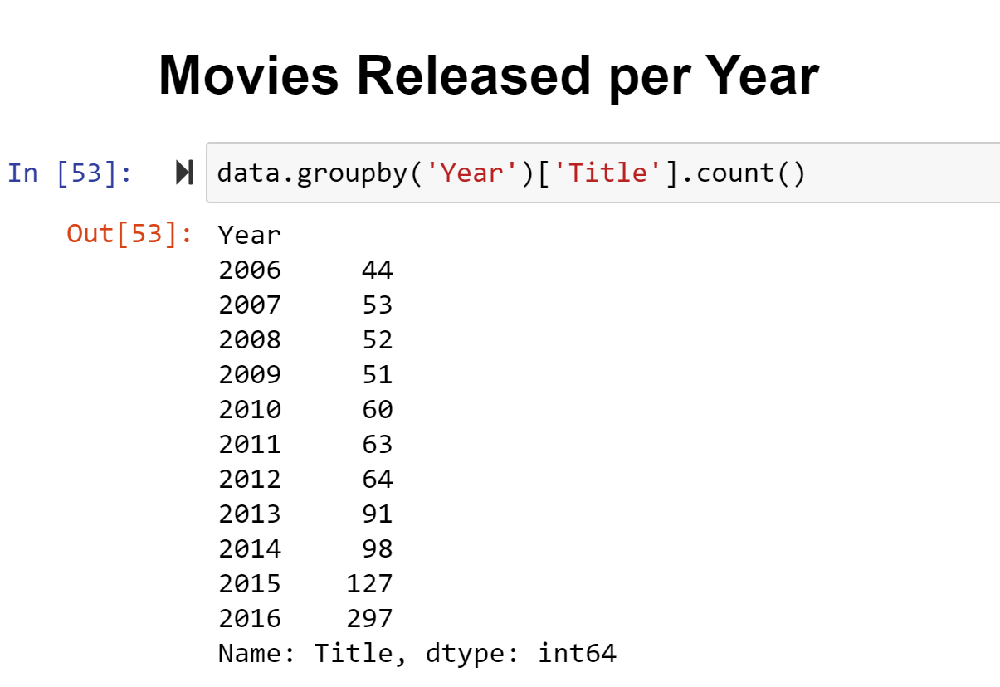 Movies Released per Year
In [53]: data.groupby('Year')['Title'].count()
Out[53]: Year
2006 44
2007 53
2008 52
2009 51
2010 60
2011 63
2012 64
2013 91
2014 98
2015 127
2016 297
Name: Title, dtype: int64